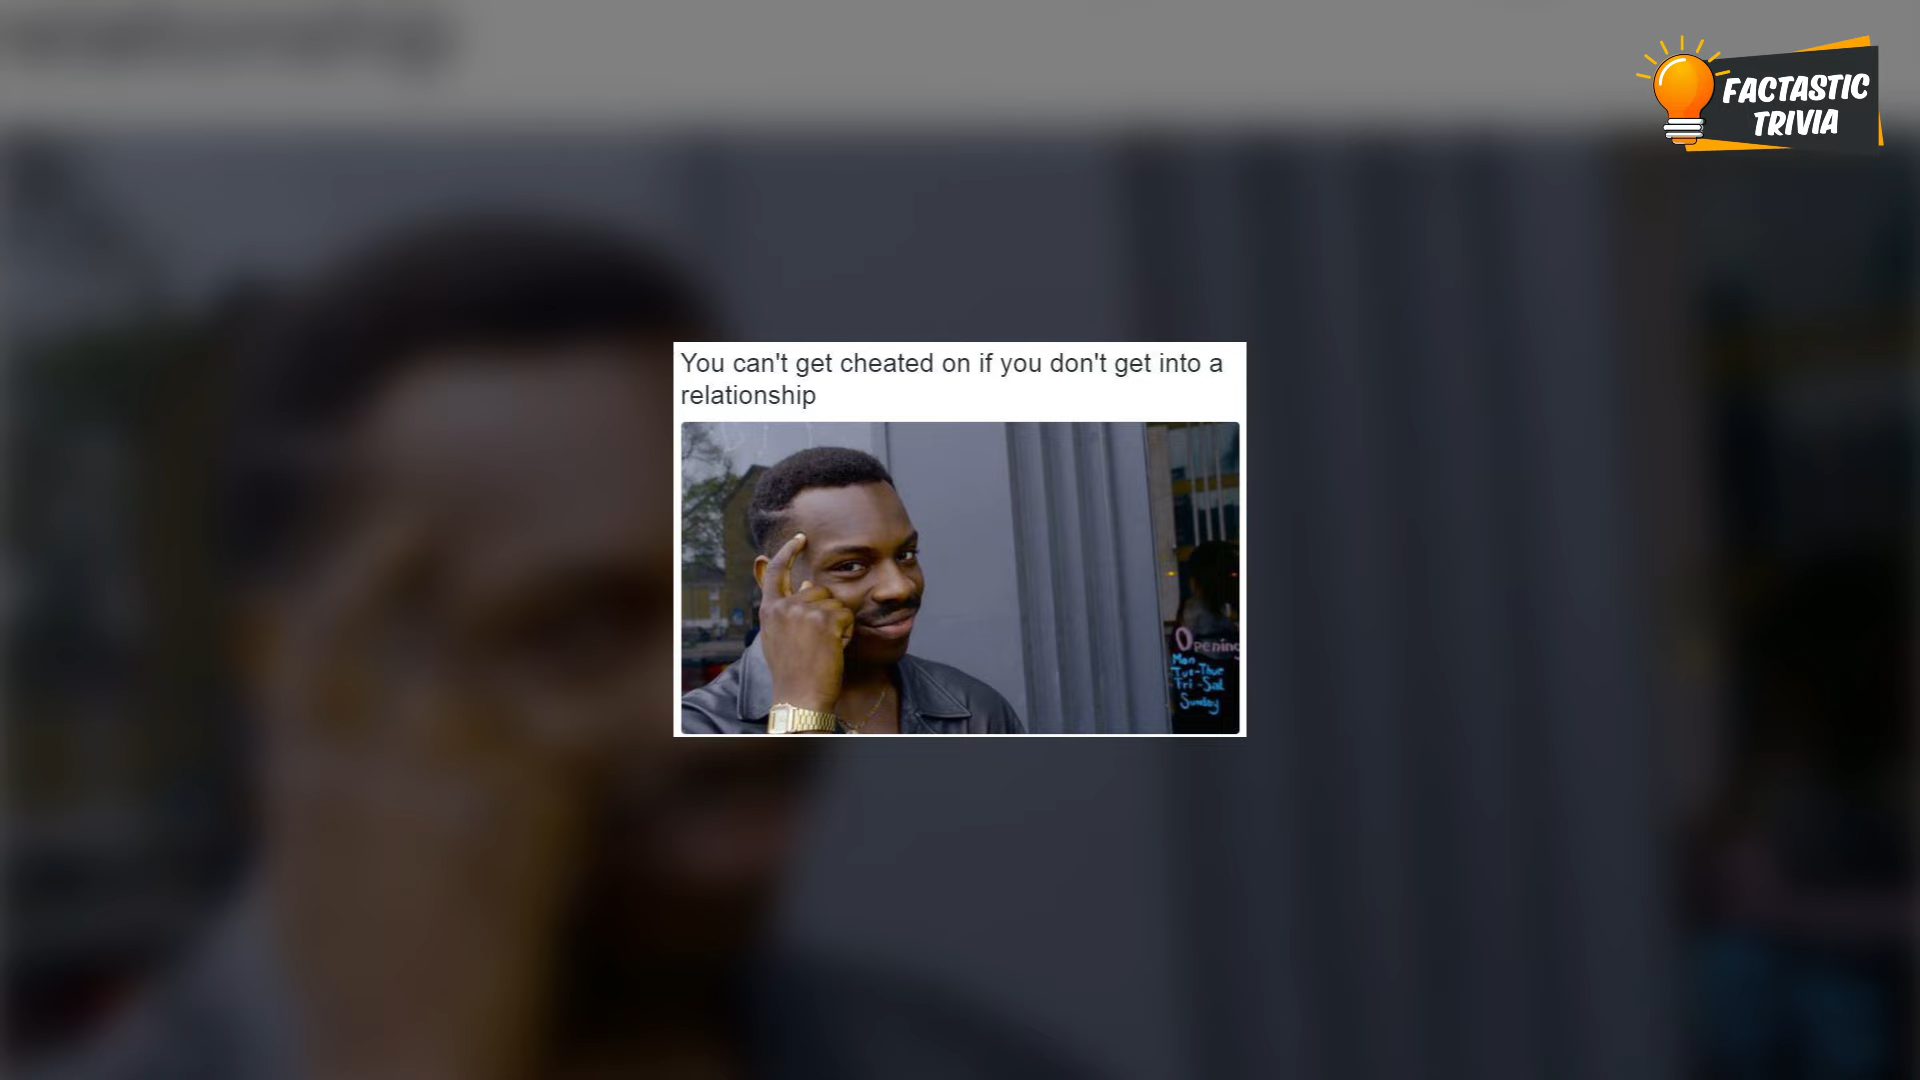 FACTASTIC
TRIVIA
You can't get cheated on if you don't get into a
relationship
Opening
Mon
Tue-Thue
Fri-Sat
Sunday